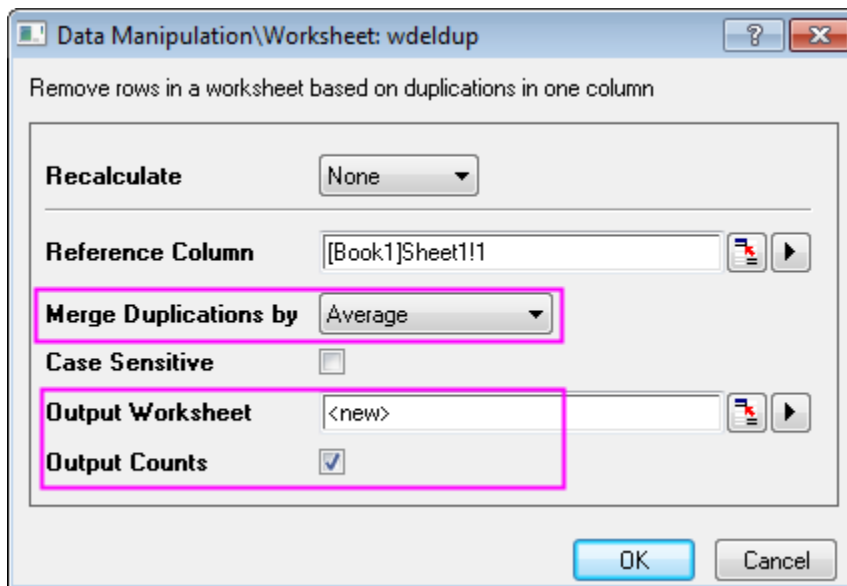 Data Manipulation\Worksheet: wdeldup
Remove rows in a worksheet based on duplications in one column
Recalculate None
Reference Column [Book1]Sheet1!1
Merge Duplications by Average
Case Sensitive
Output Worksheet <new>
Output Counts
OK Cancel